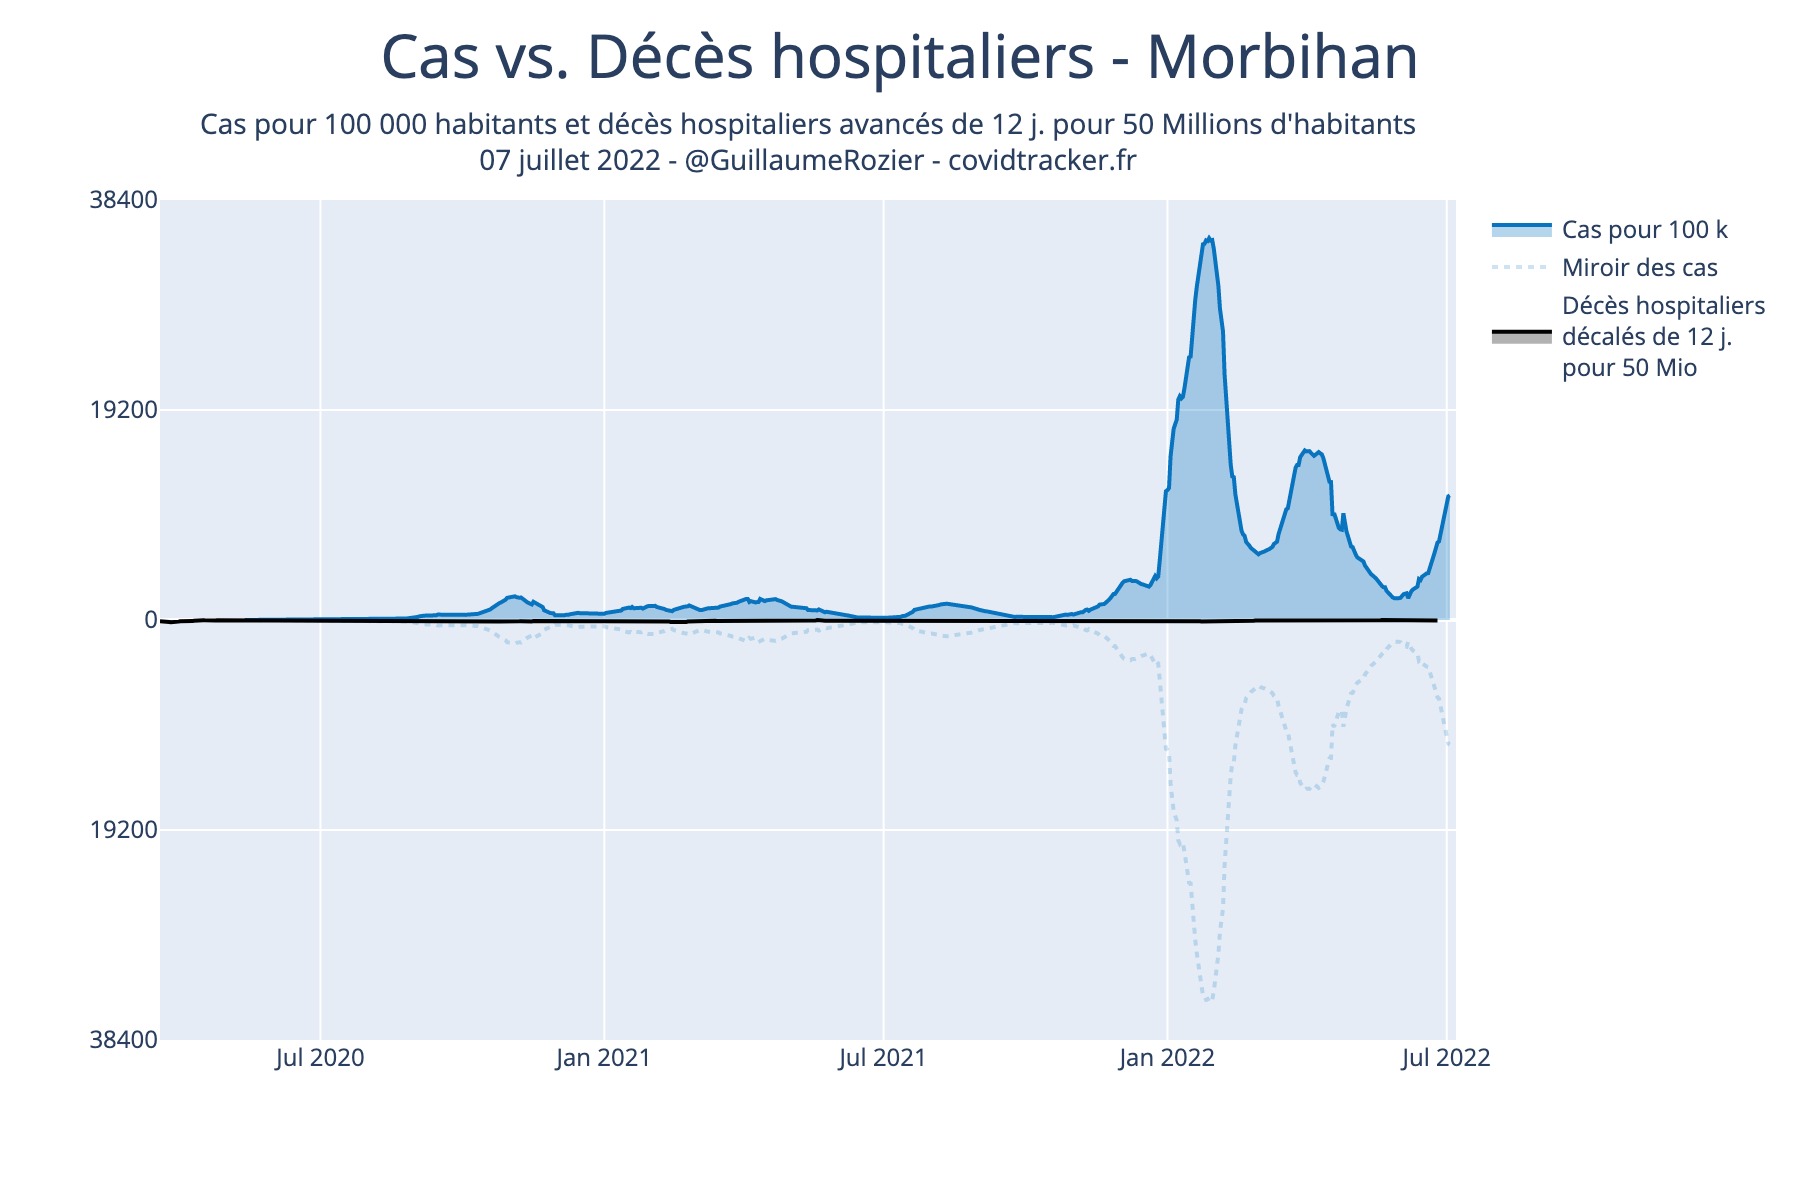 Cas vs. Décès hospitaliers - Morbihan
Cas pour 100 000 habitants et décès hospitaliers avancés de 12 j. pour 50 Millions d'habitants
07 juillet 2022 - @GuillaumeRozier - covidtracker.fr
38400
19200
0
19200
38400
Jul 2020
Jan 2021
Jul 2021
Jan 2022
Jul 2022
Cas pour 100 k
Miroir des cas
Décès hospitaliers
décalés de 12 j.
pour 50 Mio